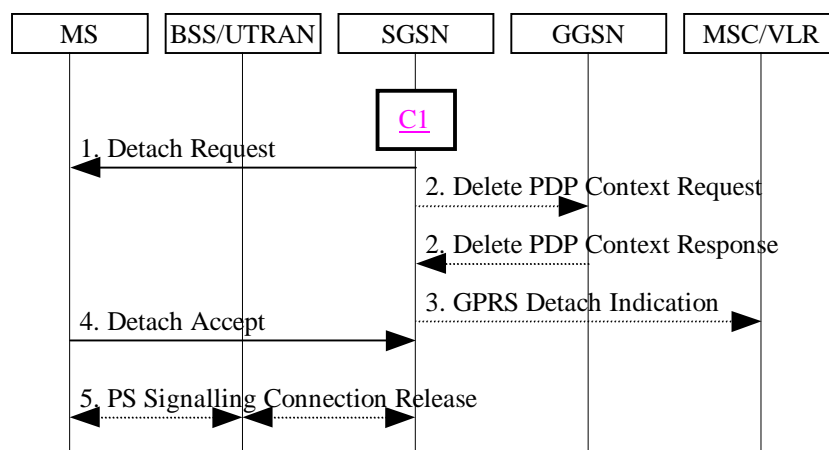 MS
BSS/UTRAN
SGSN
GGSN
MSC/VLR
C1
1. Detach Request
2. Delete PDP Context Request
2. Delete PDP Context Response
3. GPRS Detach Indication
4. Detach Accept
5. PS Signalling Connection Release